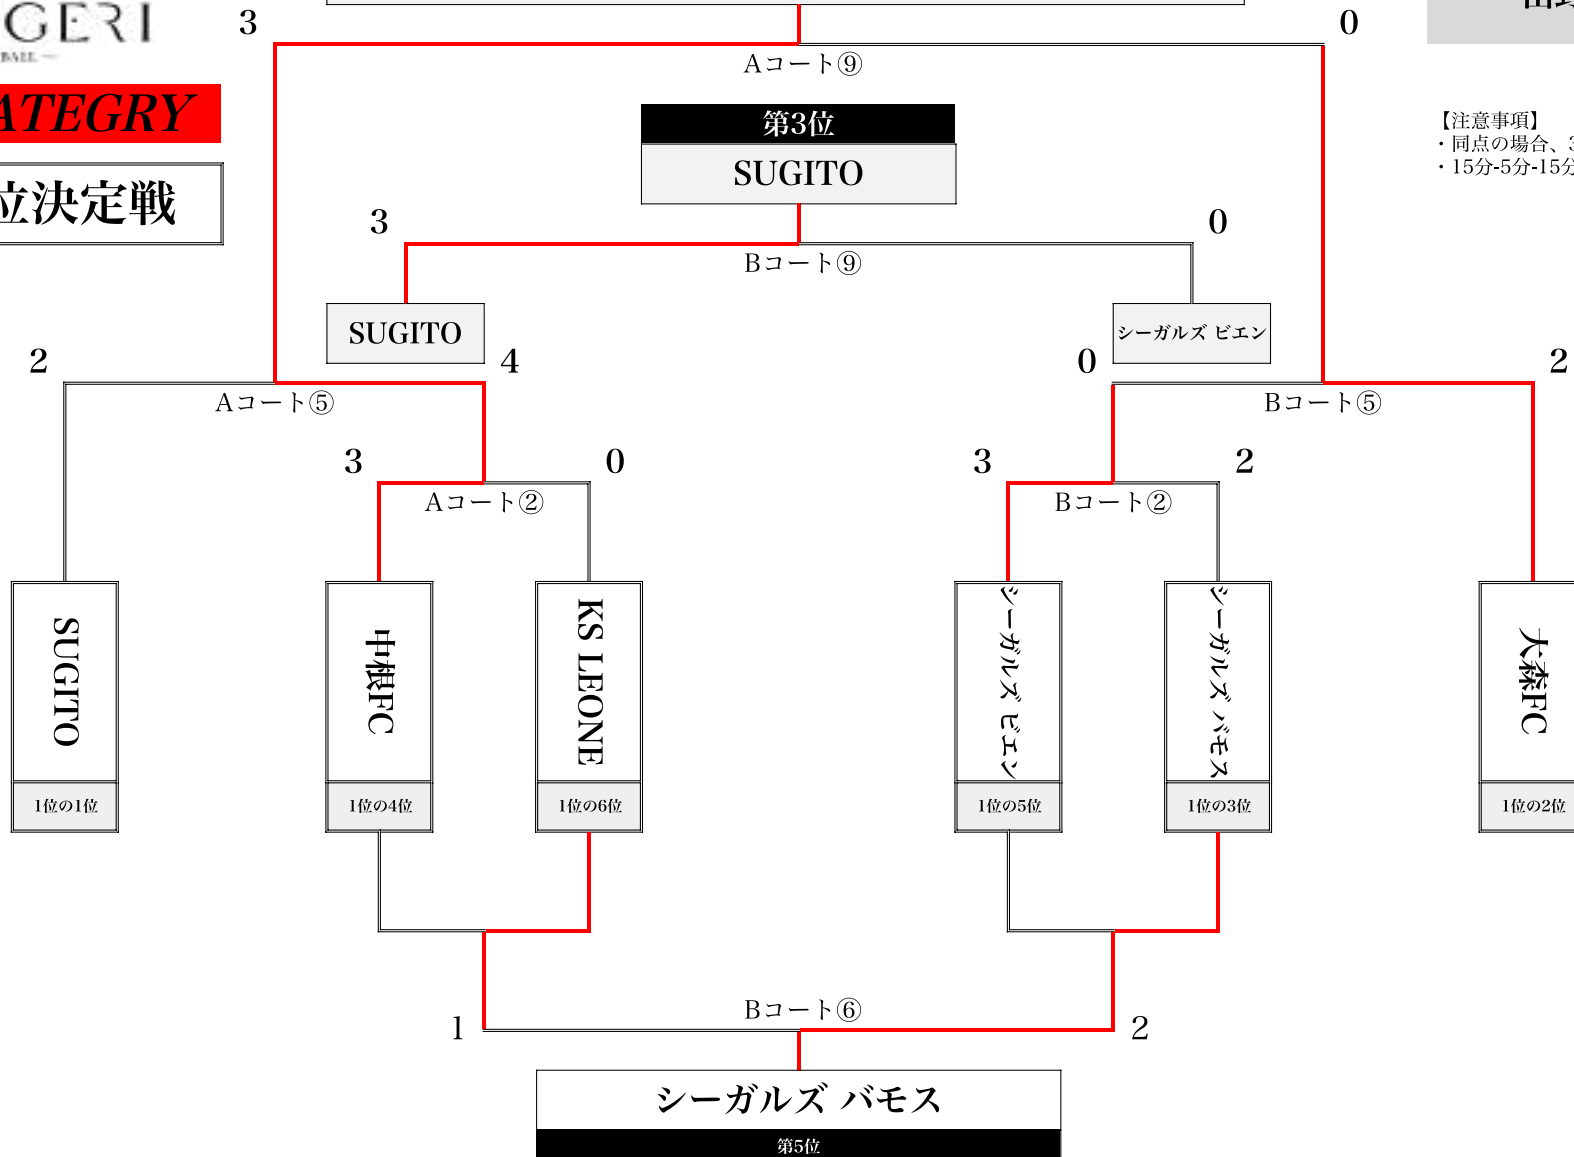 GERI
3
0
Aコート⑨
ATEGRY
第3位
【注意事項】
・同点の場合、3
SUGITO
・15分-5分-15分
位決定戦
3
0
Bコート⑨
SUGITO
シーガルズ ビエン
2
4
0
2
Aコート⑤
Bコート⑤
3
0
3
2
Aコート②
Bコート②
SUGITO
中根FC
KS LEONE
シーガルズ ビエン
シーガルズ バモス
大森FC
1位の1位
1位の4位
1位の6位
1位の5位
1位の3位
1位の2位
Bコート⑥
1
2
シーガルズ バモス
第5位